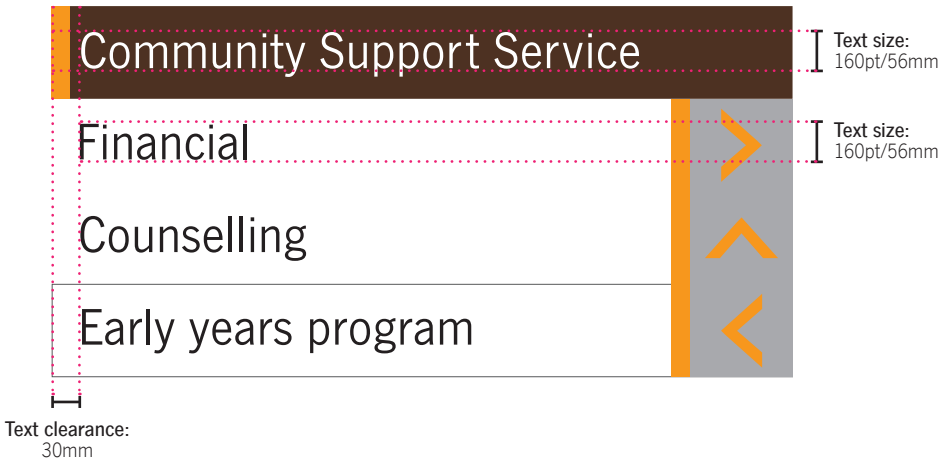 Community Support Service
Text size:
160pt/56mm
Financial
Text size:
160pt/56mm
Counselling
Early years program
Text clearance:
30mm